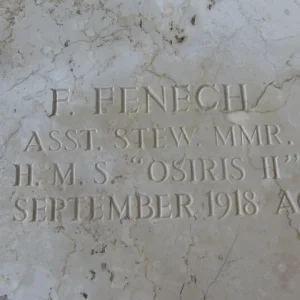 F. FENECH
ASST. STEW. MMR.
H. M. S. "OSIRIS II"
SEPTEMBER 1918